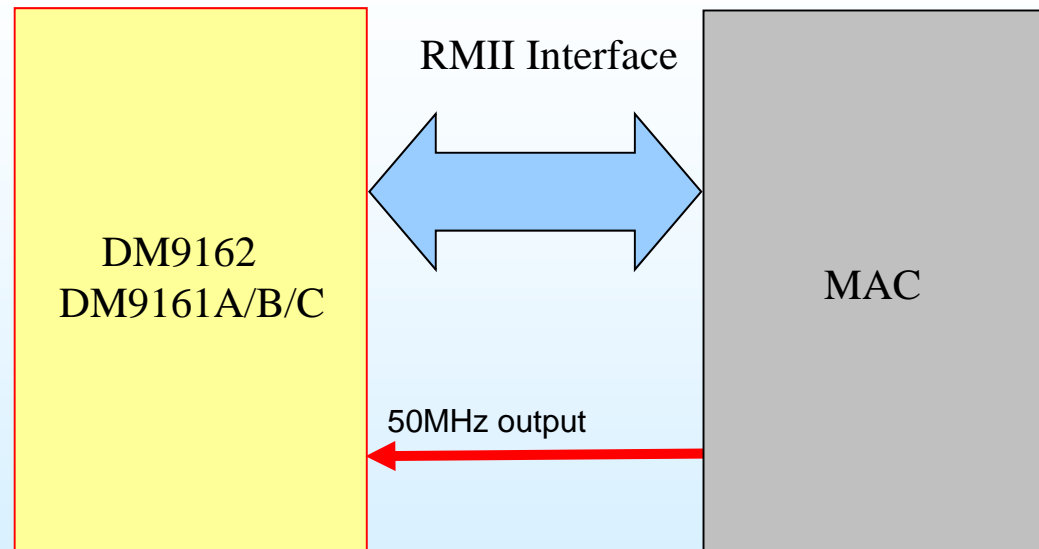 RMII Interface
DM9162
DM9161A/B/C
MAC
50MHz output